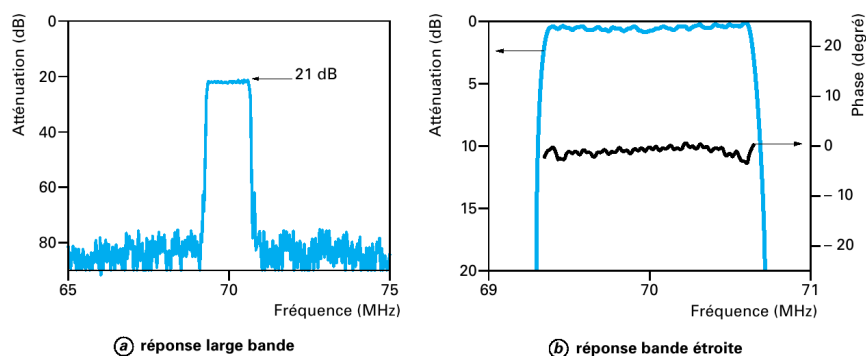 Atténuation (dB)
0
20
40
60
80
21 dB
65
70
75
Fréquence (MHz)
a réponse large bande
Atténuation (dB)
0
5
10
15
20
Phase (degré)
20
10
0
– 10
– 20
69
70
71
Fréquence (MHz)
b réponse bande étroite